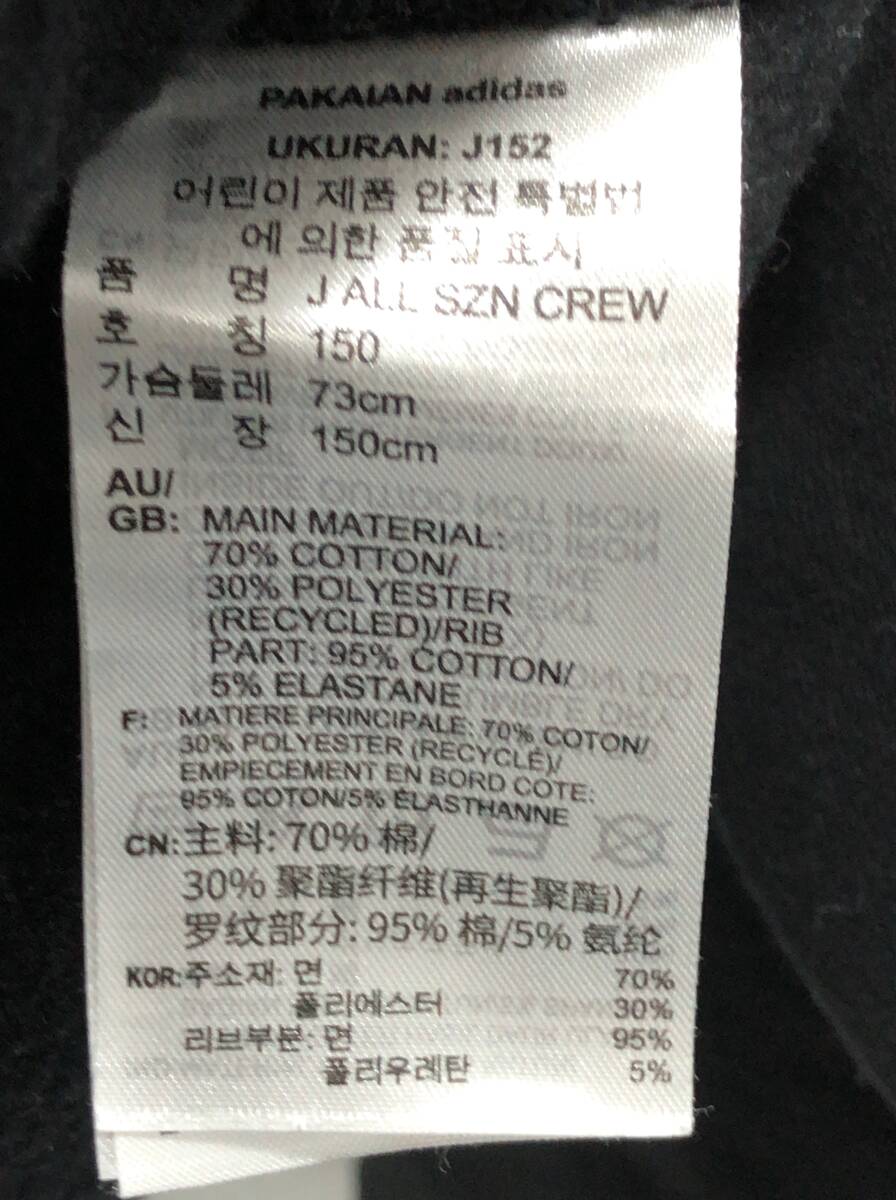 PAKAIAN adidas
UKURAN: J152
어린이 제품 안전 특별법
에 의한 품질 표시
품 명 J ALL SZN CREW
호 칭 150
가슴둘레 73cm
신 장 150cm
AU/
GB: MAIN MATERIAL:
70% COTTON/
30% POLYESTER
(RECYCLED)/RIB
PART: 95% COTTON/
5% ELASTANE
F: MATIERE PRINCIPALE: 70% COTON/
30% POLYESTER (RECYCLÉ)/
EMPIECEMENT EN BORD COTE:
95% COTON/5% ÉLASTHANNE
CN:主料: 70% 棉/
30% 聚酯纤维(再生聚酯)/
罗纹部分: 95% 棉/5% 氨纶
KOR:주소재: 면 70%
폴리에스터 30%
리브부분: 면 95%
폴리우레탄 5%